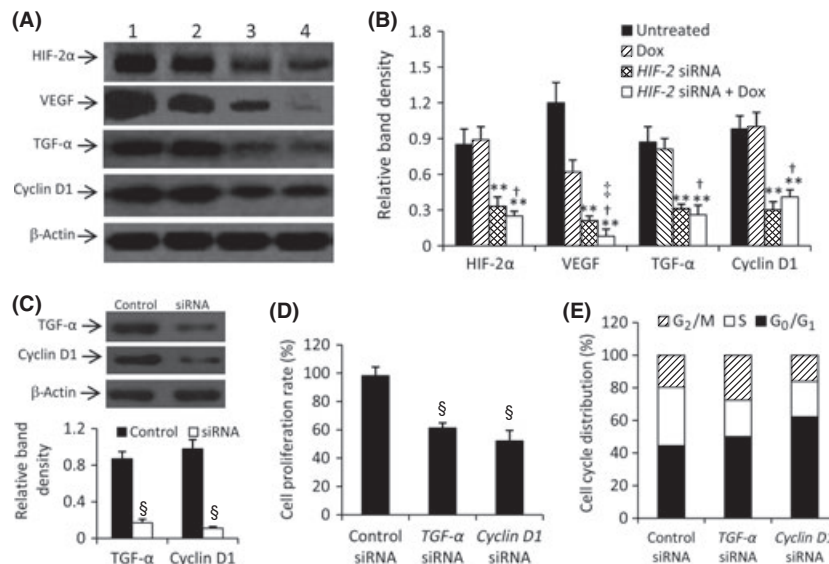 (A)
1 2 3 4
HIF-2α
VEGF
TGF-α
Cyclin D1
β-Actin
(B)
Untreated
Dox
HIF-2 siRNA
HIF-2 siRNA + Dox
Relative band density
1.8
1.5
1.2
0.9
0.6
0.3
0
** † **
** ‡ † **
** † **
** † **
HIF-2α VEGF TGF-α Cyclin D1
(C)
Control siRNA
TGF-α
Cyclin D1
β-Actin
Control siRNA
Relative band
density
1.2
0.8
0.4
0
§ §
TGF-α Cyclin D1
(D)
Cell proliferation rate (%)
120
100
80
60
40
20
0
§ §
Control
siRNA
TGF-α
siRNA
Cyclin D1
siRNA
(E)
G2/M S G0/G1
Cell cycle distribution (%)
120
100
80
60
40
20
0
Control
siRNA
TGF-α
siRNA
Cyclin D1
siRNA